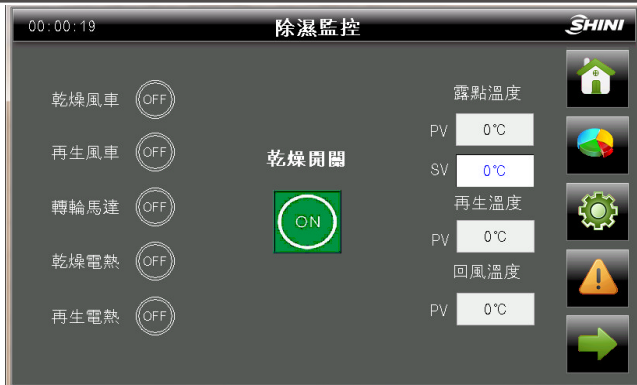 00:00:19 除濕監控 SHINI
乾燥風車 OFF
再生風車 OFF
轉輪馬達 OFF
乾燥電熱 OFF
再生電熱 OFF
乾燥開關
ON
露點溫度
PV 0℃
SV 0℃
再生溫度
PV 0℃
回風溫度
PV 0℃